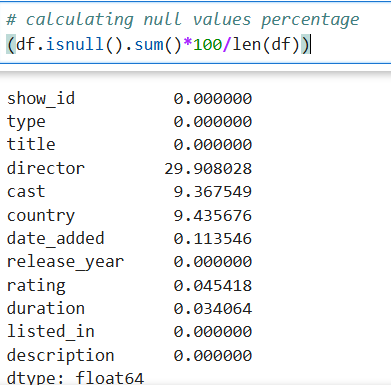 # calculating null values percentage
(df.isnull().sum()*100/len(df))
show_id 0.000000
type 0.000000
title 0.000000
director 29.908028
cast 9.367549
country 9.435676
date_added 0.113546
release_year 0.000000
rating 0.045418
duration 0.034064
listed_in 0.000000
description 0.000000
dtype: float64